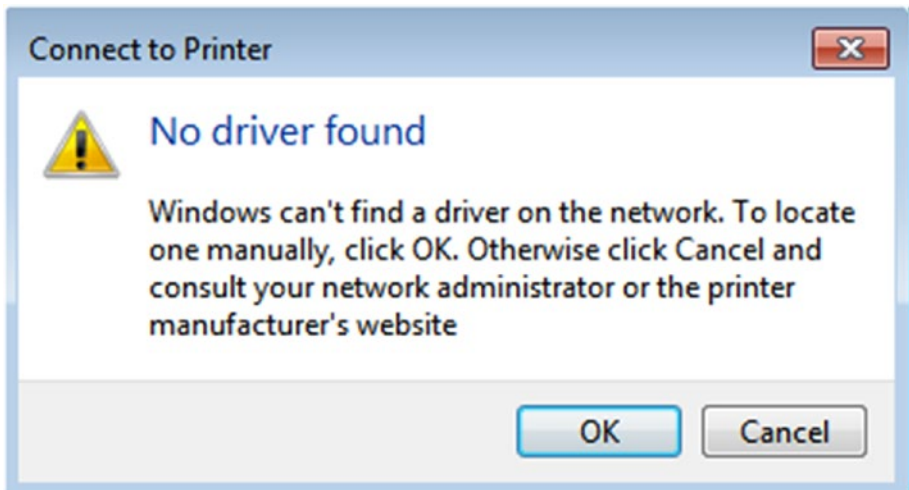 Connect to Printer
No driver found
Windows can't find a driver on the network. To locate
one manually, click OK. Otherwise click Cancel and
consult your network administrator or the printer
manufacturer's website
OK
Cancel